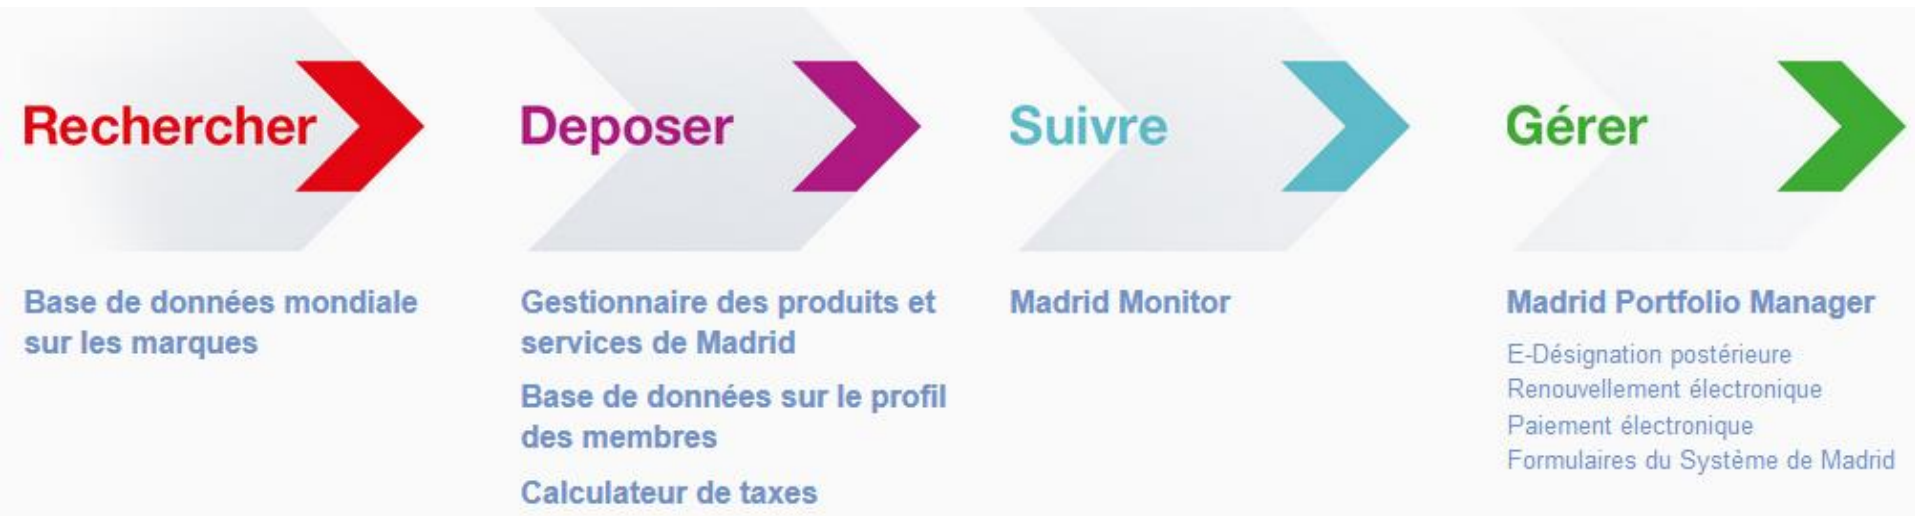 Rechercher
Base de données mondiale
sur les marques
Deposer
Gestionnaire des produits et
services de Madrid
Base de données sur le profil
des membres
Calculateur de taxes
Suivre
Madrid Monitor
Gérer
Madrid Portfolio Manager
E-Désignation postérieure
Renouvellement électronique
Paiement électronique
Formulaires du Système de Madrid